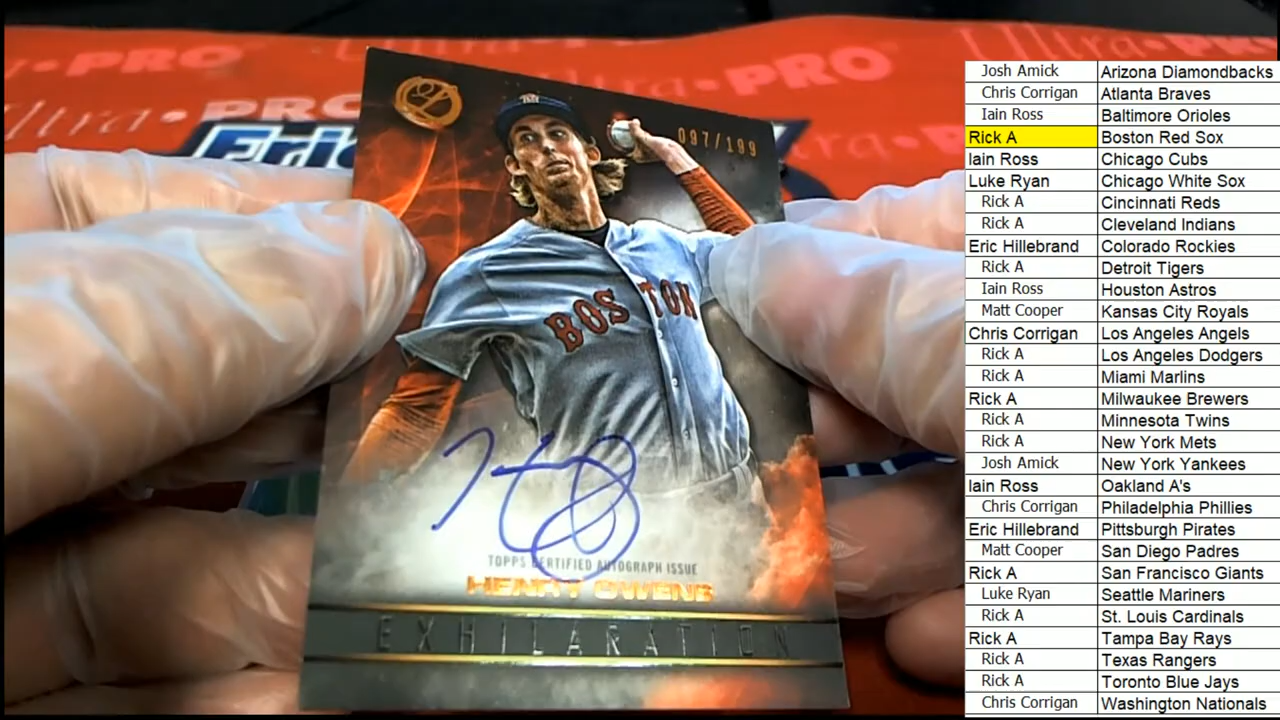 Ultra PRO
Ultra PRO
Ultra PRO
Ultra PRO
097/199
BOSTON
TOPPS CERTIFIED AUTOGRAPH ISSUE
HENRY OWENS
EXHILARATION
Josh Amick Arizona Diamondbacks
Chris Corrigan Atlanta Braves
Iain Ross Baltimore Orioles
Rick A Boston Red Sox
Iain Ross Chicago Cubs
Luke Ryan Chicago White Sox
Rick A Cincinnati Reds
Rick A Cleveland Indians
Eric Hillebrand Colorado Rockies
Rick A Detroit Tigers
Iain Ross Houston Astros
Matt Cooper Kansas City Royals
Chris Corrigan Los Angeles Angels
Rick A Los Angeles Dodgers
Rick A Miami Marlins
Rick A Milwaukee Brewers
Rick A Minnesota Twins
Rick A New York Mets
Josh Amick New York Yankees
Iain Ross Oakland A's
Chris Corrigan Philadelphia Phillies
Eric Hillebrand Pittsburgh Pirates
Matt Cooper San Diego Padres
Rick A San Francisco Giants
Luke Ryan Seattle Mariners
Rick A St. Louis Cardinals
Rick A Tampa Bay Rays
Rick A Texas Rangers
Rick A Toronto Blue Jays
Chris Corrigan Washington Nationals